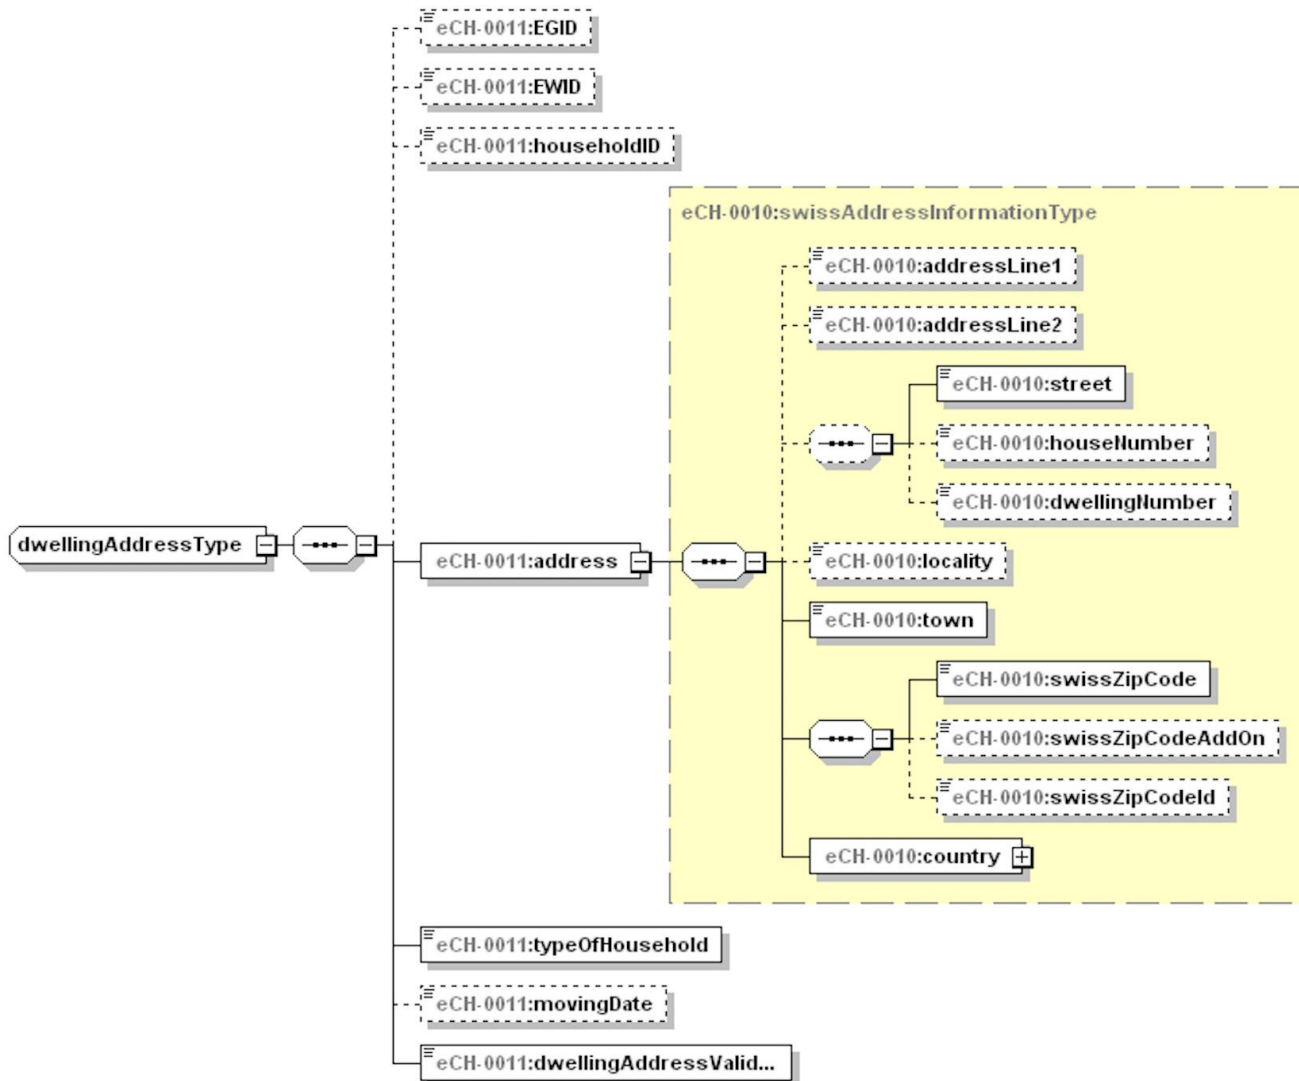 eCH-0011:EGID
eCH-0011:EWID
eCH-0011:householdID
eCH-0010:swissAddressInformationType
eCH-0010:addressLine1
eCH-0010:addressLine2
eCH-0010:street
eCH-0010:houseNumber
eCH-0010:dwellingNumber
dwellingAddressType
eCH-0011:address
eCH-0010:locality
eCH-0010:town
eCH-0010:swissZipCode
eCH-0010:swissZipCodeAddOn
eCH-0010:swissZipCodeId
eCH-0010:country
eCH-0011:typeOfHousehold
eCH-0011:movingDate
eCH-0011:dwellingAddressValid...